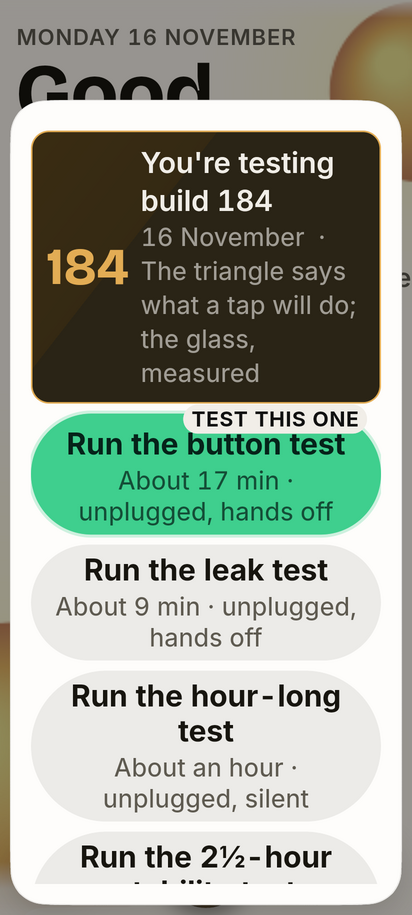 MONDAY 16 NOVEMBER
Good
184
You're testing
build 184
16 November ·
The triangle says
what a tap will do;
the glass,
measured
TEST THIS ONE
Run the button test
About 17 min ·
unplugged, hands off
Run the leak test
About 9 min · unplugged,
hands off
Run the hour-long
test
About an hour ·
unplugged, silent
Run the 2½-hour